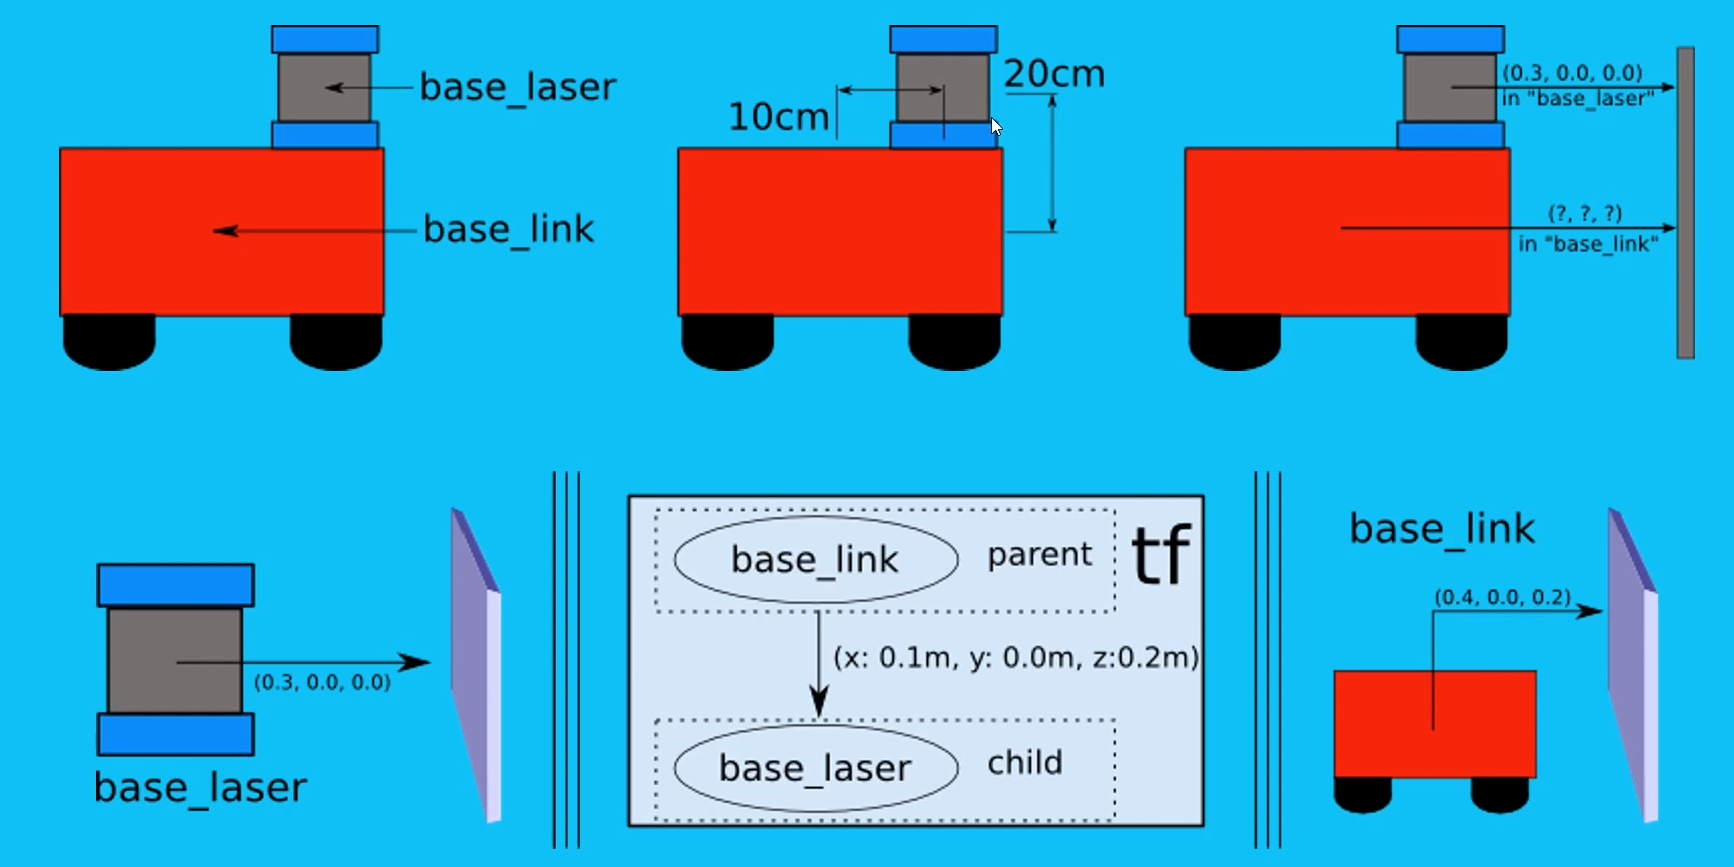 base_laser
base_link
10cm
20cm
(0.3, 0.0, 0.0)
in "base_laser"
(?, ?, ?)
in "base_link"
(0.3, 0.0, 0.0)
base_laser
base_link
parent
tf
(x: 0.1m, y: 0.0m, z:0.2m)
base_laser
child
base_link
(0.4, 0.0, 0.2)